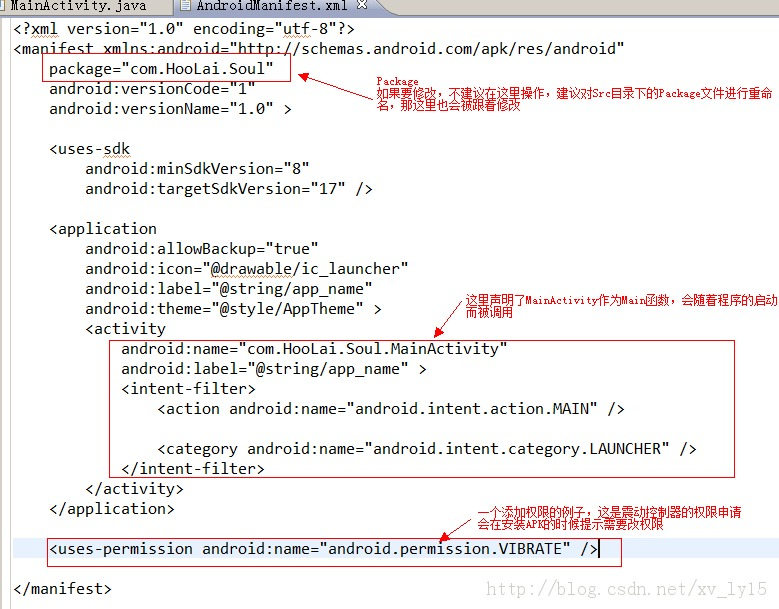 MainActivity.java
AndroidManifest.xml
<?xml version="1.0" encoding="utf-8"?>
<manifest xmlns:android="http://schemas.android.com/apk/res/android"
package="com.HooLai.Soul"
android:versionCode="1"
android:versionName="1.0" >
Package
如果要修改，不建议在这里操作，建议对Src目录下的Package文件进行重命
名，那这里也会被跟着修改
<uses-sdk
android:minSdkVersion="8"
android:targetSdkVersion="17" />
<application
android:allowBackup="true"
android:icon="@drawable/ic_launcher"
android:label="@string/app_name"
android:theme="@style/AppTheme" >
这里声明了MainActivity作为Main函数，会随着程序的启动
而被调用
<activity
android:name="com.HooLai.Soul.MainActivity"
android:label="@string/app_name" >
<intent-filter>
<action android:name="android.intent.action.MAIN" />
<category android:name="android.intent.category.LAUNCHER" />
</intent-filter>
</activity>
</application>
一个添加权限的例子，这是震动控制器的权限申请
会在安装APK的时候提示需要改权限
<uses-permission android:name="android.permission.VIBRATE" />
</manifest>
http://blog.csdn.net/xv_ly15